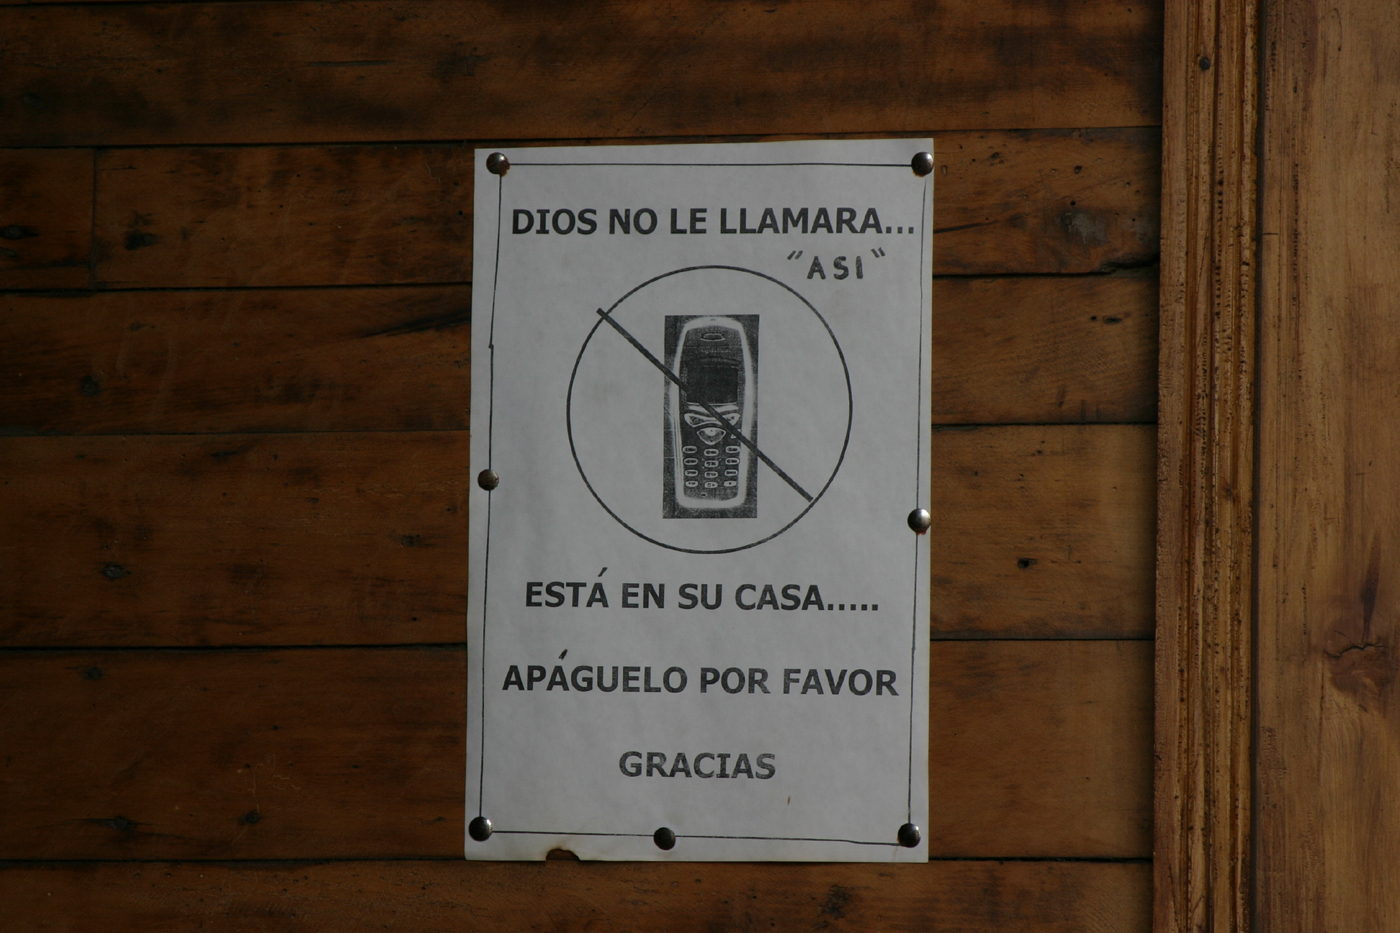 DIOS NO LE LLAMARA...
"ASI"
ESTÁ EN SU CASA.....
APÁGUELO POR FAVOR
GRACIAS